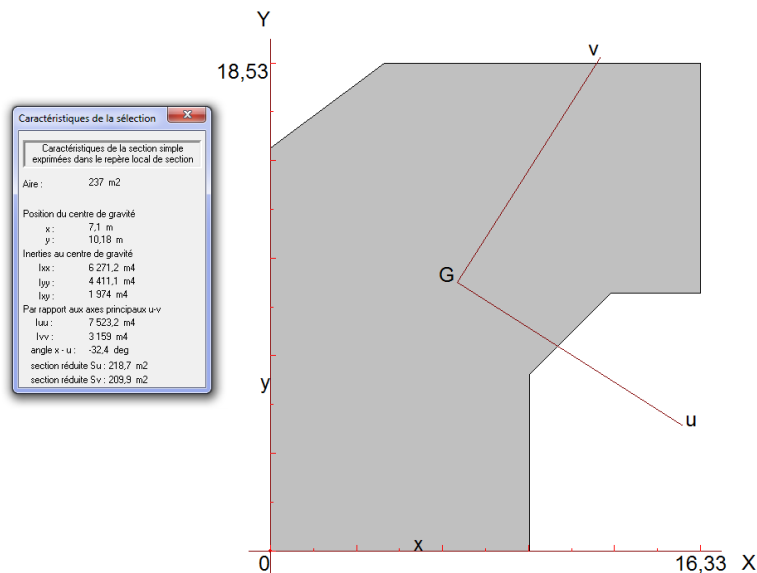 Caractéristiques de la sélection
Caractéristiques de la section simple
exprimées dans le repère local de section
Aire : 237 m2
Position du centre de gravité
x : 7,1 m
y : 10,18 m
Inerties au centre de gravité
Ixx : 6 271,2 m4
Iyy : 4 411,1 m4
Ixy : 1 974 m4
Par rapport aux axes principaux u-v
Iuu : 7 523,2 m4
Ivv : 3 159 m4
angle x - u : -32,4 deg
section réduite Su : 218,7 m2
section réduite Sv : 209,9 m2
Y
18,53
v
G
u
y
x
0
16,33 X